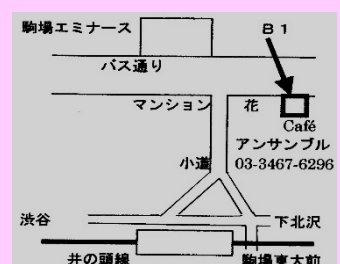 駒場エミナース
B1
バス通り
マンション
花
Café
アンサンブル
小道
03-3467-6296
渋谷
下北沢
井の頭線
駒場東大前